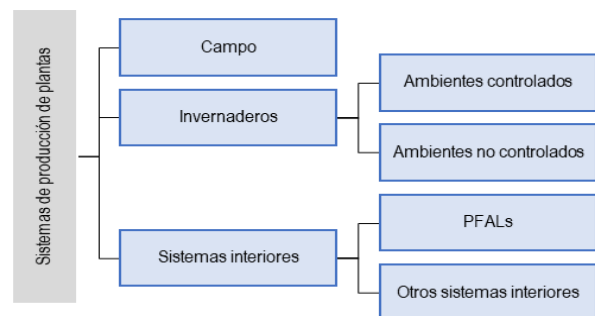 Sistemas de producción de plantas
Campo
Invernaderos
Ambientes controlados
Ambientes no controlados
Sistemas interiores
PFALs
Otros sistemas interiores